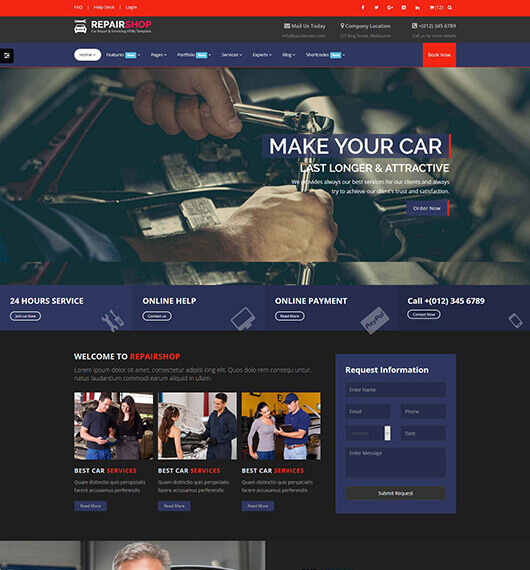 FAQ | Help Desk | Login
(12)
REPAIRSHOP
Car Repair & Servicing HTML Template
Mail Us Today
info@yourdomain.com
Company Location
121 King Street, Melbourne
+(012) 345 6789
Call us for more details
Home Features New Pages Portfolio New Services Experts Blog Shortcodes New Book Now
MAKE YOUR CAR
LAST LONGER & ATTRACTIVE
We provides always our best services for our clients and always
try to achieve our client's trust and satisfaction.
Order Now
24 HOURS SERVICE
Join us Now
ONLINE HELP
Contact us
ONLINE PAYMENT
Read More
PayPal
Call +(012) 345 6789
Contact Now
WELCOME TO REPAIRSHOP
Lorem ipsum dolor sit amet, consectetur adipisci cing elit. Quos dolo rem consequ untur,
natus laudantium commodi earum aliquid in ullam.
BEST CAR SERVICES
Quam distinctio quis perspiciatis
facere accusamus perferendis
Read More
BEST CAR SERVICES
Quam distinctio quis perspiciatis
facere accusamus perferendis
Read More
BEST CAR SERVICES
Quam distinctio quis perspiciatis
facere accusamus perferendis
Read More
Request Information
Enter Name
Email
Phone
Date
Enter Message
Submit Request